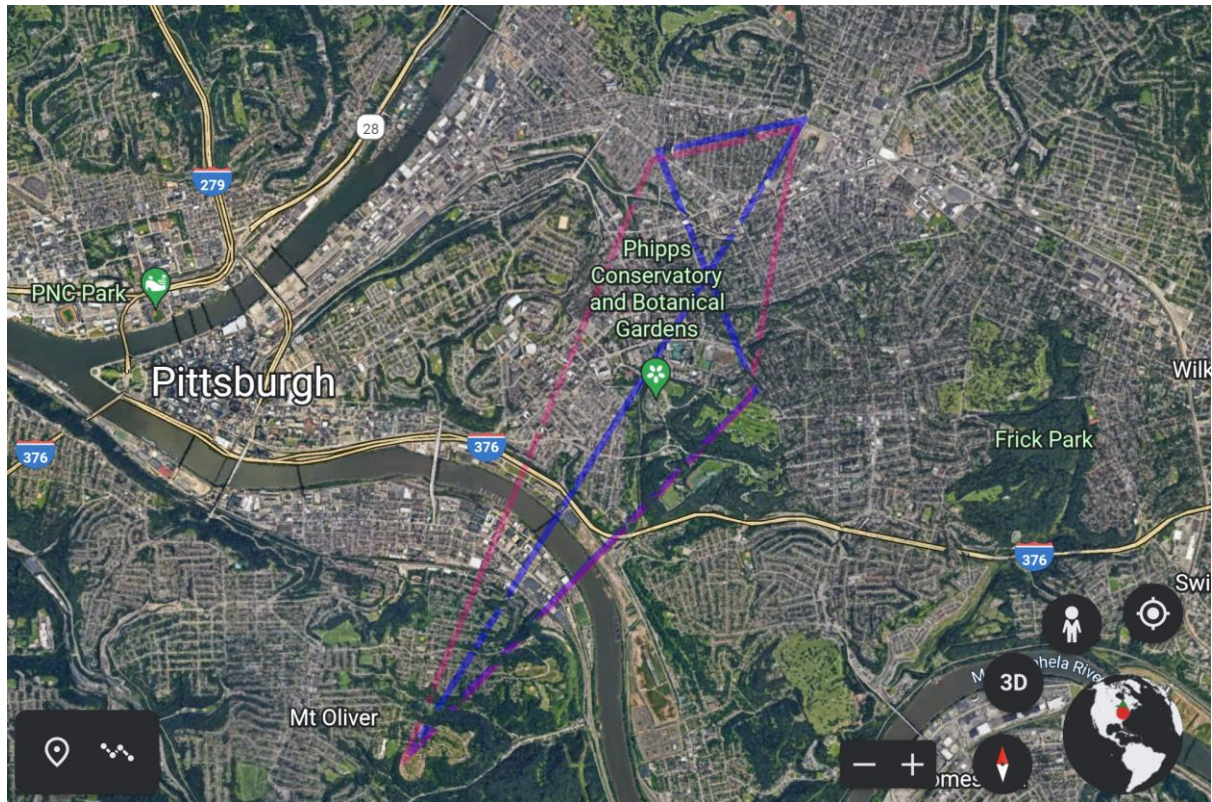 28
279
Phipps
Conservatory
and Botanical
Gardens
PNC Park
Pittsburgh
Wilk
376
376
Frick Park
376
Swi
3D
hela River
Mt Oliver
omes